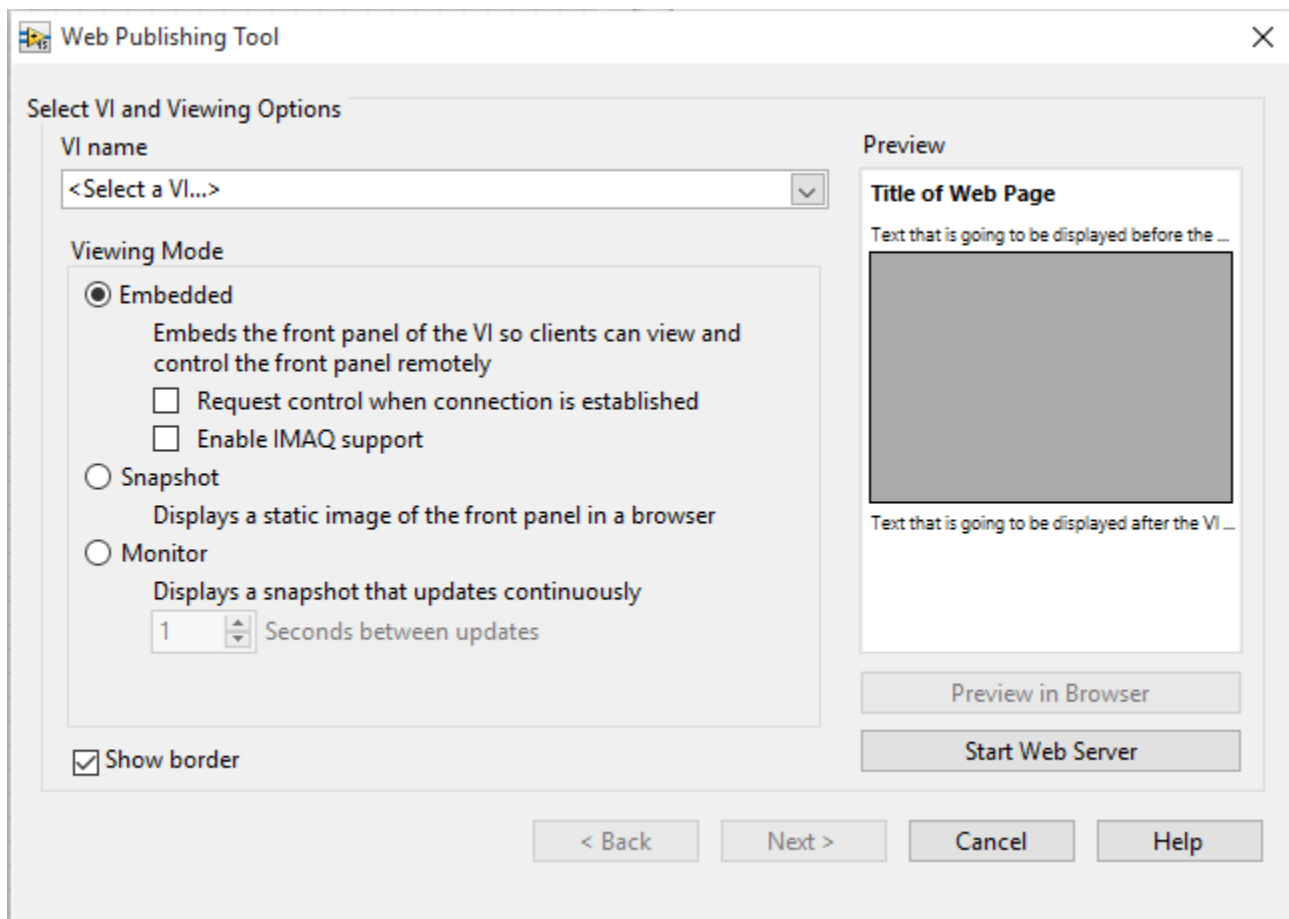 Web Publishing Tool
Select VI and Viewing Options
VI name
<Select a VI...>
Viewing Mode
Embedded
Embeds the front panel of the VI so clients can view and
control the front panel remotely
Request control when connection is established
Enable IMAQ support
Snapshot
Displays a static image of the front panel in a browser
Monitor
Displays a snapshot that updates continuously
1 Seconds between updates
Show border
Preview
Title of Web Page
Text that is going to be displayed before the ...
Text that is going to be displayed after the VI ...
Preview in Browser
Start Web Server
< Back Next > Cancel Help